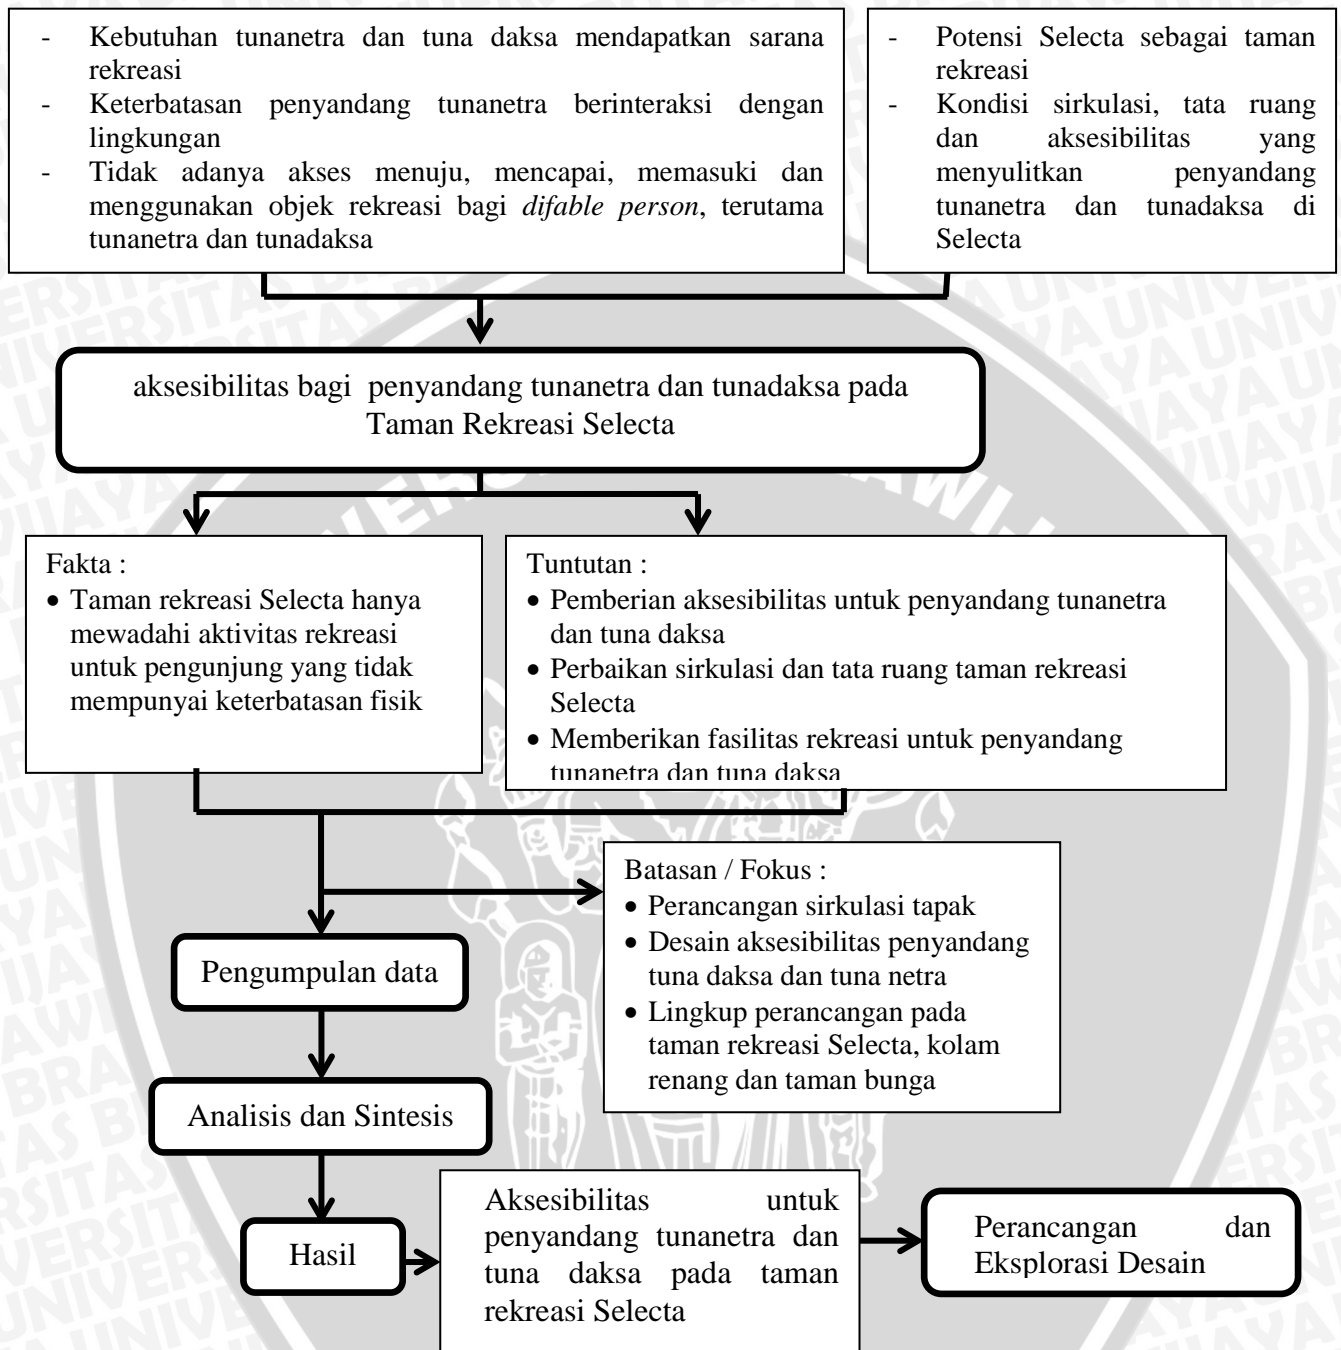 - Kebutuhan tunanetra dan tuna daksa mendapatkan sarana
rekreasi
- Keterbatasan penyandang tunanetra berinteraksi dengan
lingkungan
- Tidak adanya akses menuju, mencapai, memasuki dan
menggunakan objek rekreasi bagi difable person, terutama
tunanetra dan tunadaksa
- Potensi Selecta sebagai taman
rekreasi
- Kondisi sirkulasi, tata ruang
dan aksesibilitas yang
menyulitkan penyandang
tunanetra dan tunadaksa di
Selecta
aksesibilitas bagi penyandang tunanetra dan tunadaksa pada
Taman Rekreasi Selecta
Fakta :
• Taman rekreasi Selecta hanya
mewadahi aktivitas rekreasi
untuk pengunjung yang tidak
mempunyai keterbatasan fisik
Tuntutan :
• Pemberian aksesibilitas untuk penyandang tunanetra
dan tuna daksa
• Perbaikan sirkulasi dan tata ruang taman rekreasi
Selecta
• Memberikan fasilitas rekreasi untuk penyandang
tunanetra dan tuna daksa
Batasan / Fokus :
• Perancangan sirkulasi tapak
• Desain aksesibilitas penyandang
tuna daksa dan tuna netra
• Lingkup perancangan pada
taman rekreasi Selecta, kolam
renang dan taman bunga
Pengumpulan data
Analisis dan Sintesis
Hasil
Aksesibilitas untuk
penyandang tunanetra dan
tuna daksa pada taman
rekreasi Selecta
Perancangan dan
Eksplorasi Desain